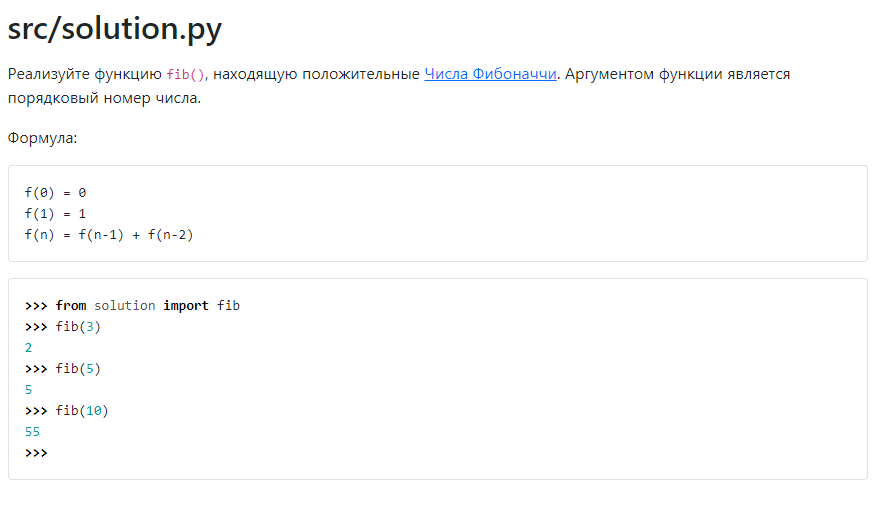 src/solution.py
Реализуйте функцию fib(), находящую положительные Числа Фибоначчи. Аргументом функции является
порядковый номер числа.
Формула:
f(0) = 0
f(1) = 1
f(n) = f(n-1) + f(n-2)
>>> from solution import fib
>>> fib(3)
2
>>> fib(5)
5
>>> fib(10)
55
>>>